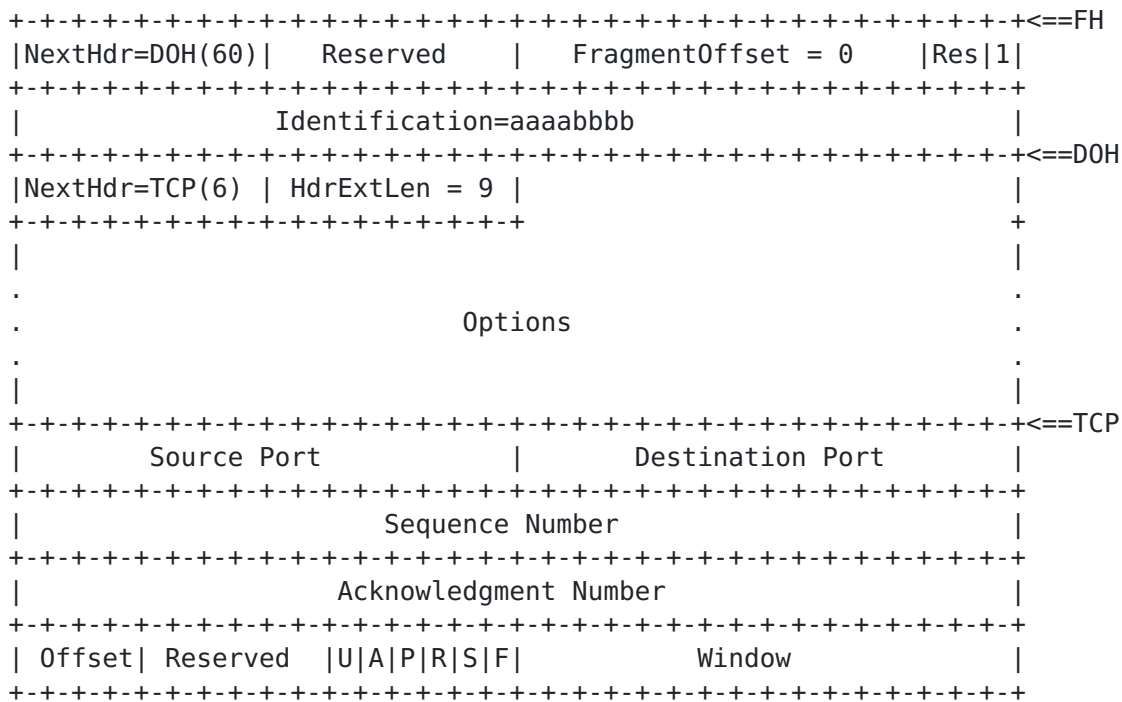 +-+-+-+-+-+-+-+-+-+-+-+-+-+-+-+-+-+-+-+-+-+-+-+-+-+-+-+-+-+-+-+-+<==FH
|NextHdr=DOH(60)|   Reserved    |   FragmentOffset = 0    |Res|1|
+-+-+-+-+-+-+-+-+-+-+-+-+-+-+-+-+-+-+-+-+-+-+-+-+-+-+-+-+-+-+-+-+
|                Identification=aaaabbbb                        |
+-+-+-+-+-+-+-+-+-+-+-+-+-+-+-+-+-+-+-+-+-+-+-+-+-+-+-+-+-+-+-+-+<==DOH
|NextHdr=TCP(6) | HdrExtLen = 9 |                               |
+-+-+-+-+-+-+-+-+-+-+-+-+-+-+-+-+                               +
|                                                               |
.                                                               .
.                            Options                            .
.                                                               .
|                                                               |
+-+-+-+-+-+-+-+-+-+-+-+-+-+-+-+-+-+-+-+-+-+-+-+-+-+-+-+-+-+-+-+-+<==TCP
|        Source Port            |       Destination Port        |
+-+-+-+-+-+-+-+-+-+-+-+-+-+-+-+-+-+-+-+-+-+-+-+-+-+-+-+-+-+-+-+-+
|                       Sequence Number                         |
+-+-+-+-+-+-+-+-+-+-+-+-+-+-+-+-+-+-+-+-+-+-+-+-+-+-+-+-+-+-+-+-+
|                    Acknowledgment Number                      |
+-+-+-+-+-+-+-+-+-+-+-+-+-+-+-+-+-+-+-+-+-+-+-+-+-+-+-+-+-+-+-+-+
| Offset| Reserved  |U|A|P|R|S|F|           Window              |
+-+-+-+-+-+-+-+-+-+-+-+-+-+-+-+-+-+-+-+-+-+-+-+-+-+-+-+-+-+-+-+-+